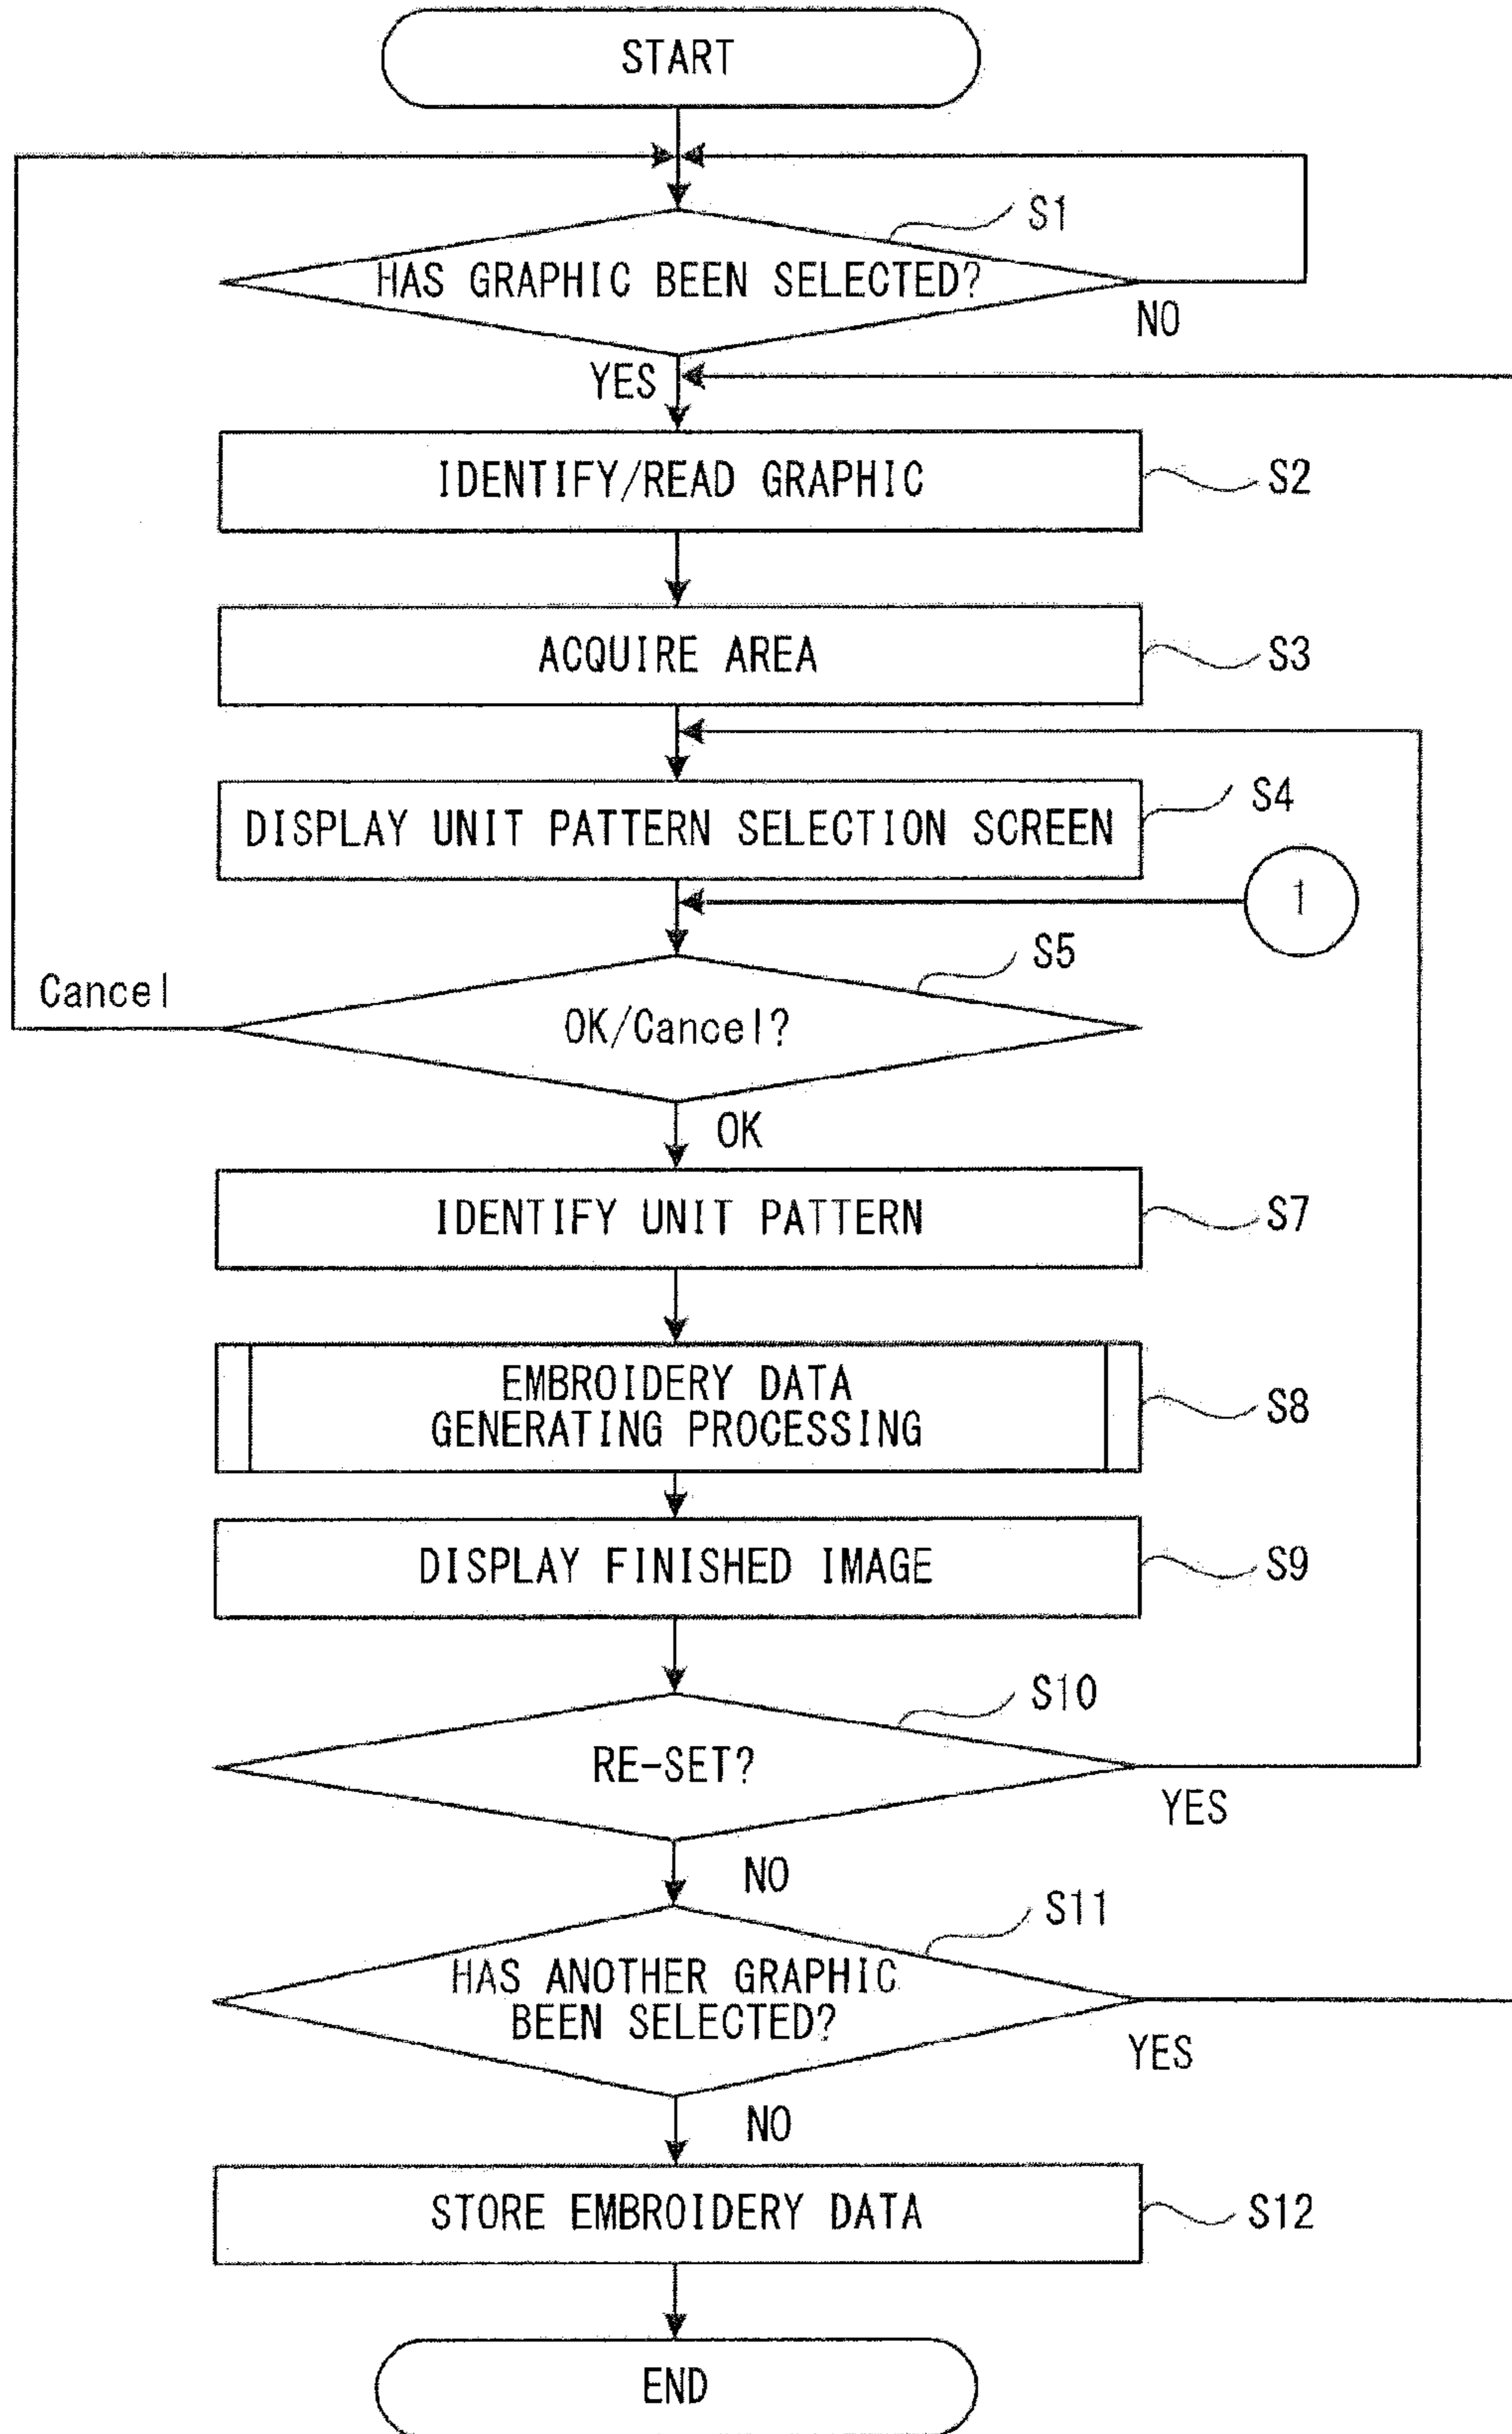 START
S1
HAS GRAPHIC BEEN SELECTED?
NO
YES
IDENTIFY/READ GRAPHIC
S2
ACQUIRE AREA
S3
DISPLAY UNIT PATTERN SELECTION SCREEN
S4
1
S5
Cancel
OK/Cancel?
OK
IDENTIFY UNIT PATTERN
S7
EMBROIDERY DATA
GENERATING PROCESSING
S8
DISPLAY FINISHED IMAGE
S9
S10
RE-SET?
YES
NO
S11
HAS ANOTHER GRAPHIC
BEEN SELECTED?
YES
NO
STORE EMBROIDERY DATA
S12
END